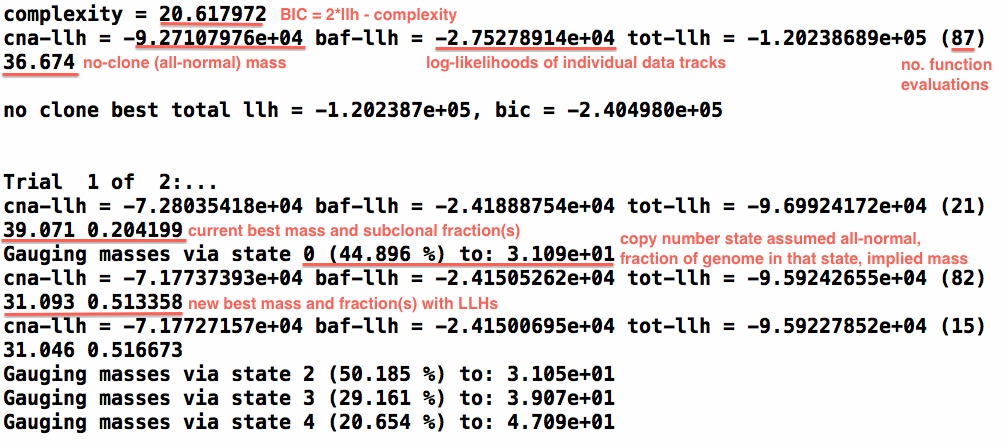 complexity = 20.617972 BIC = 2*llh - complexity
cna-llh = -9.27107976e+04 baf-llh = -2.75278914e+04 tot-llh = -1.20238689e+05 (87)
36.674 no-clone (all-normal) mass log-likelihoods of individual data tracks no. function
evaluations
no clone best total llh = -1.202387e+05, bic = -2.404980e+05
Trial 1 of 2:...
cna-llh = -7.28035418e+04 baf-llh = -2.41888754e+04 tot-llh = -9.69924172e+04 (21)
39.071 0.204199 current best mass and subclonal fraction(s)
copy number state assumed all-normal,
Gauging masses via state 0 (44.896 %) to: 3.109e+01 fraction of genome in that state, implied mass
cna-llh = -7.17737393e+04 baf-llh = -2.41505262e+04 tot-llh = -9.59242655e+04 (82)
31.093 0.513358 new best mass and fraction(s) with LLHs
cna-llh = -7.17727157e+04 baf-llh = -2.41500695e+04 tot-llh = -9.59227852e+04 (15)
31.046 0.516673
Gauging masses via state 2 (50.185 %) to: 3.105e+01
Gauging masses via state 3 (29.161 %) to: 3.907e+01
Gauging masses via state 4 (20.654 %) to: 4.709e+01